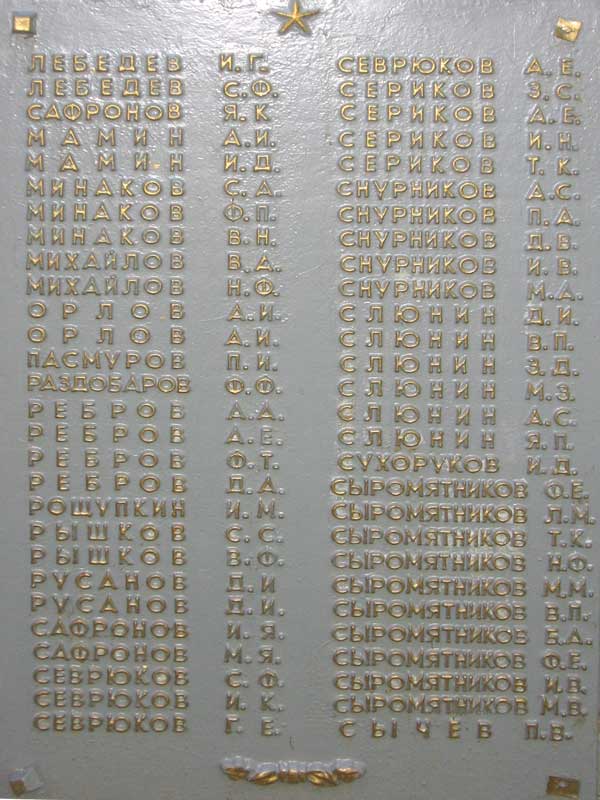 ЛЕБЕДЕВ И.Г.
ЛЕБЕДЕВ С.Ф.
САФРОНОВ Я.К
МАМИН А.И.
МАМИН И.Д.
МИНАКОВ С.А.
МИНАКОВ Ф.П.
МИНАКОВ В.Н.
МИХАЙЛОВ В.А.
МИХАЙЛОВ Н.Ф.
ОРЛОВ А.И.
ОРЛОВ А.И.
ПАСМУРОВ П.И.
РАЗДОБАРОВ Ф.Ф.
РЕБРОВ А.А.
РЕБРОВ А.Е.
РЕБРОВ Ф.Т.
РЕБРОВ Д.А.
РОЩУПКИН И.М.
РЫШКОВ С.С.
РЫШКОВ В.Ф.
РУСАНОВ Д.И
РУСАНОВ Д.И.
САФРОНОВ И.Я.
САФРОНОВ М.Я.
СЕВРЮКОВ С.Ф.
СЕВРЮКОВ И.К.
СЕВРЮКОВ Г.Е.
СЕВРЮКОВ А.Е.
СЕРИКОВ З.С.
СЕРИКОВ А.Е.
СЕРИКОВ И.Н.
СЕРИКОВ Т.К.
СНУРНИКОВ А.С.
СНУРНИКОВ П.А.
СНУРНИКОВ Д.Е.
СНУРНИКОВ И.Е.
СНУРНИКОВ М.А.
СЛЮНИН Д.И.
СЛЮНИН В.П.
СЛЮНИН З.Д.
СЛЮНИН М.З.
СЛЮНИН А.С.
СЛЮНИН Я.П.
СУХОРУКОВ И.Д.
СЫРОМЯТНИКОВ Ф.Е.
СЫРОМЯТНИКОВ Л.М.
СЫРОМЯТНИКОВ Т.К.
СЫРОМЯТНИКОВ Н.Ф.
СЫРОМЯТНИКОВ М.М.
СЫРОМЯТНИКОВ В.П.
СЫРОМЯТНИКОВ Б.А.
СЫРОМЯТНИКОВ Ф.Е.
СЫРОМЯТНИКОВ И.В.
СЫРОМЯТНИКОВ М.В.
СЫЧЕВ П.В.